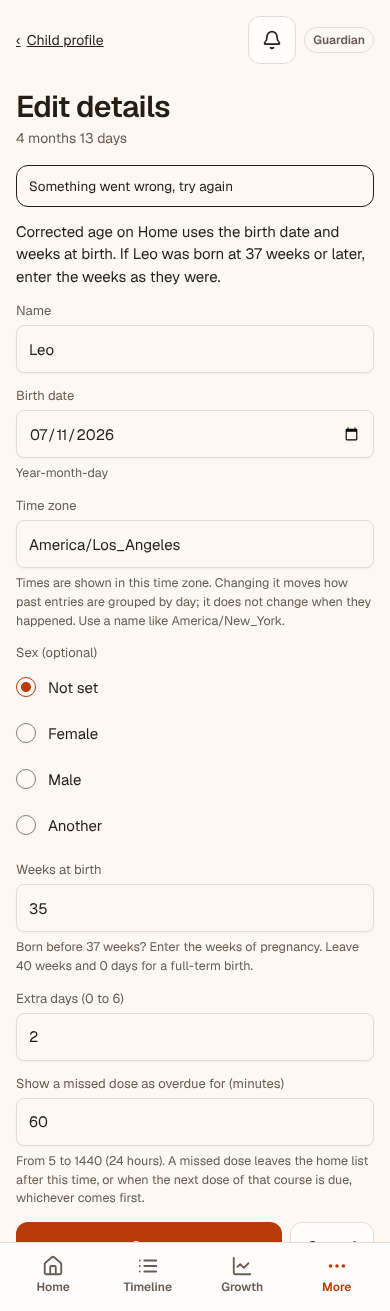 ‹ Child profile
Guardian
Edit details
4 months 13 days
Something went wrong, try again
Corrected age on Home uses the birth date and
weeks at birth. If Leo was born at 37 weeks or later,
enter the weeks as they were.
Name
Leo
Birth date
07/11/2026
Year-month-day
Time zone
America/Los_Angeles
Times are shown in this time zone. Changing it moves how
past entries are grouped by day; it does not change when they
happened. Use a name like America/New_York.
Sex (optional)
Not set
Female
Male
Another
Weeks at birth
35
Born before 37 weeks? Enter the weeks of pregnancy. Leave
40 weeks and 0 days for a full-term birth.
Extra days (0 to 6)
2
Show a missed dose as overdue for (minutes)
60
From 5 to 1440 (24 hours). A missed dose leaves the home list
after this time, or when the next dose of that course is due,
whichever comes first.
Home
Timeline
Growth
More